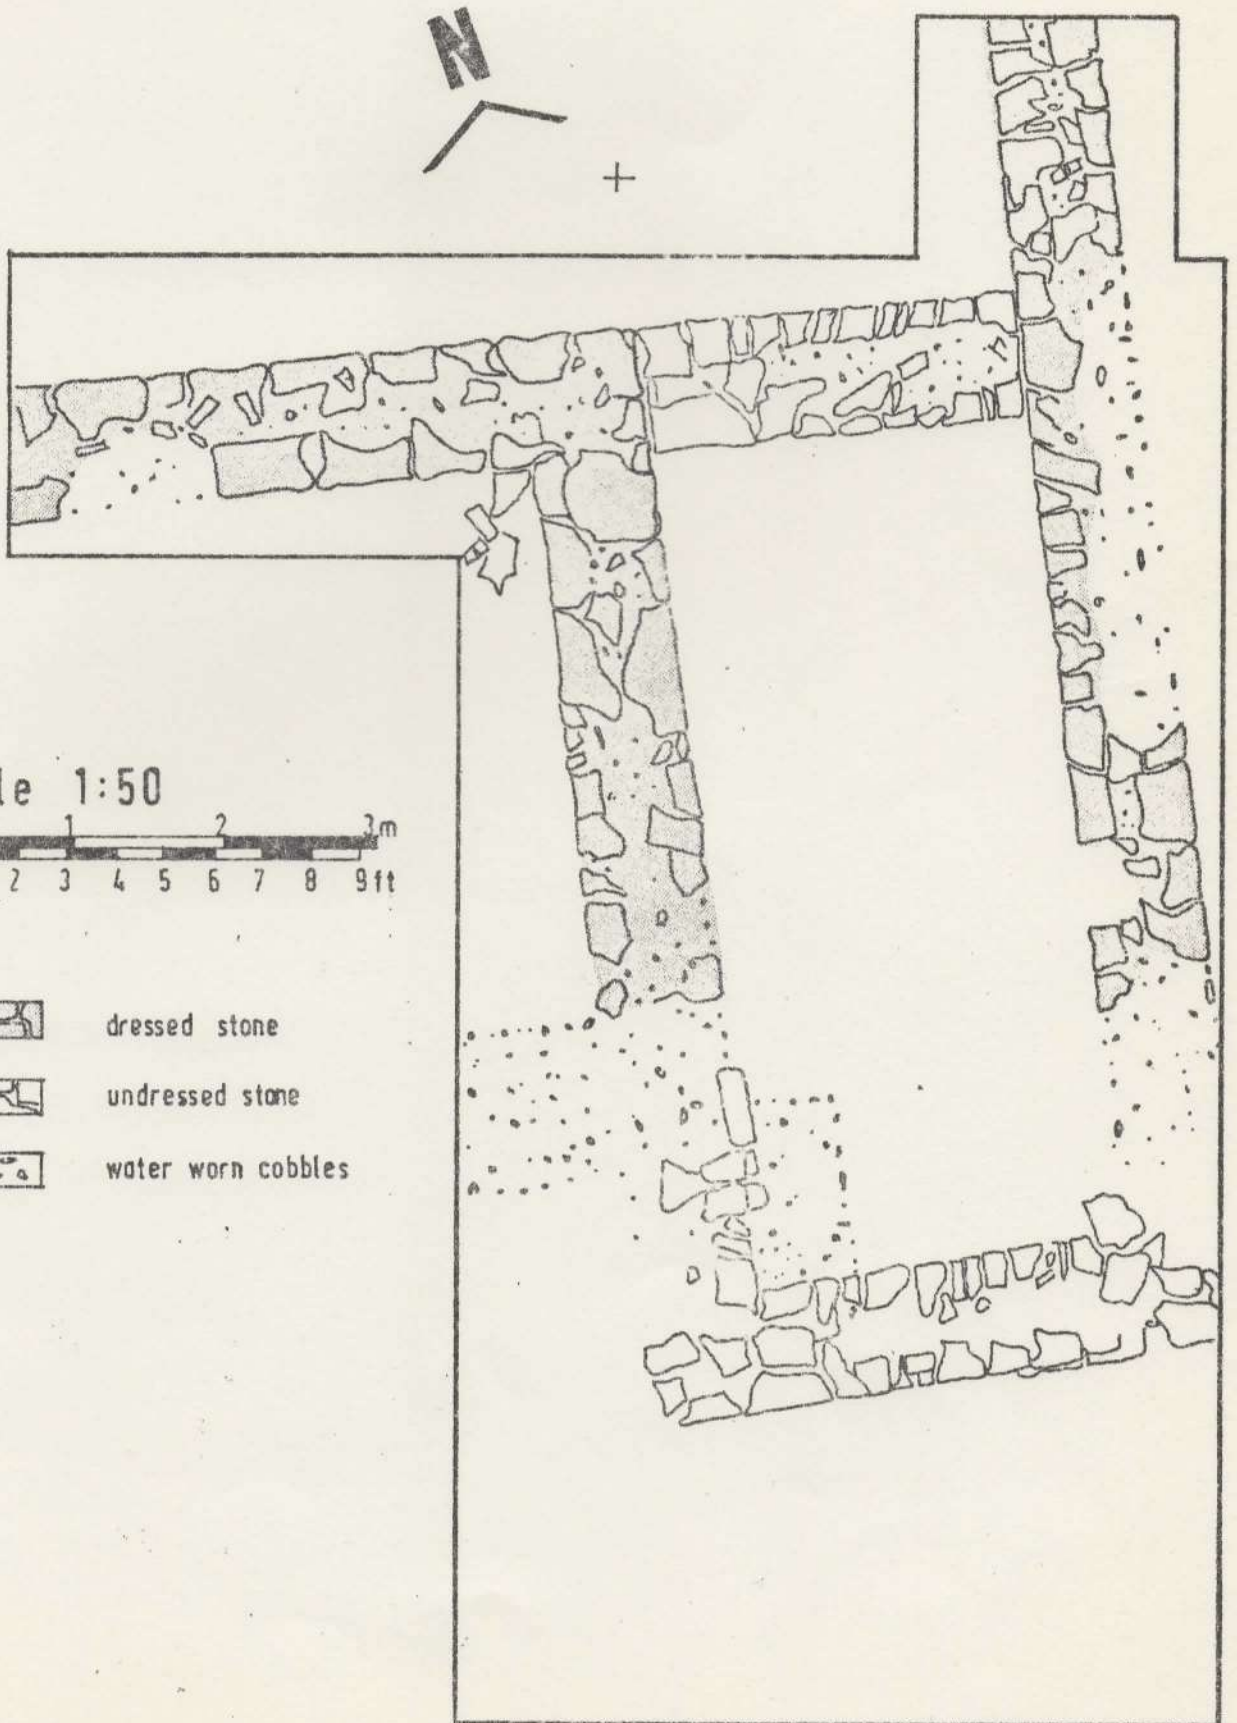 N
le 1:50
1 2 3m
2 3 4 5 6 7 8 9ft
dressed stone
undressed stone
water worn cobbles